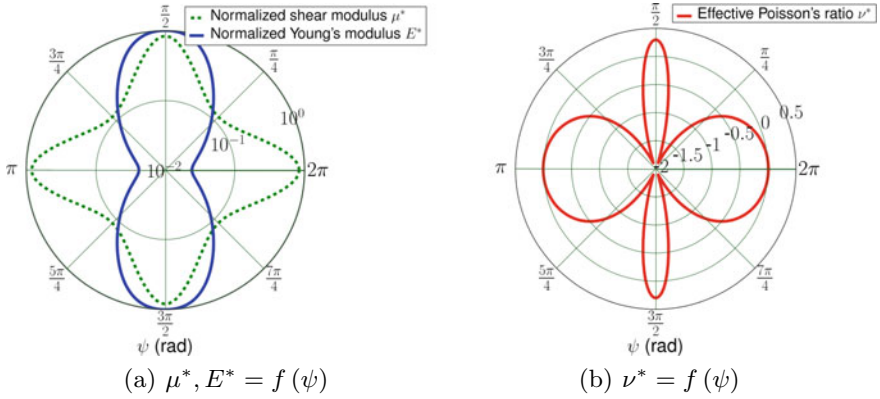 Normalized shear modulus μ*
Normalized Young's modulus E*
π/2
3π/4
π/4
10⁰
10⁻¹
10⁻²
π
2π
5π/4
7π/4
3π/2
ψ (rad)
(a) μ*, E* = f (ψ)
Effective Poisson's ratio ν*
π/2
3π/4
π/4
0.5
0
-0.5
-1
-1.5
-2
π
2π
5π/4
7π/4
3π/2
ψ (rad)
(b) ν* = f (ψ)